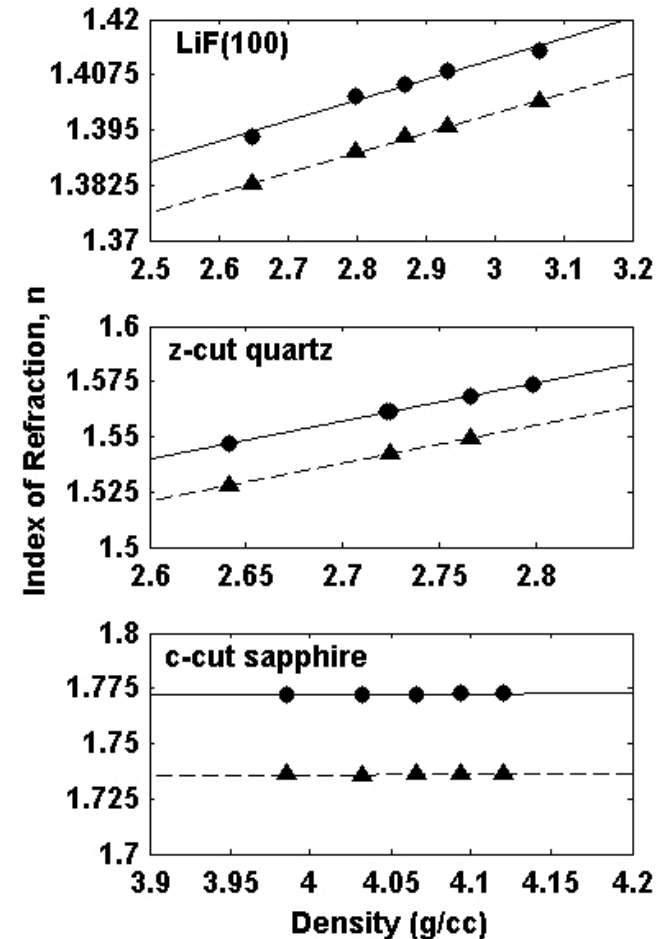 1.42
LiF(100)
1.4075
1.395
1.3825
1.37
2.5 2.6 2.7 2.8 2.9 3 3.1 3.2
1.6
z-cut quartz
1.575
1.55
1.525
1.5
2.6 2.65 2.7 2.75 2.8
Index of Refraction, n
1.8
c-cut sapphire
1.775
1.75
1.725
1.7
3.9 3.95 4 4.05 4.1 4.15 4.2
Density (g/cc)